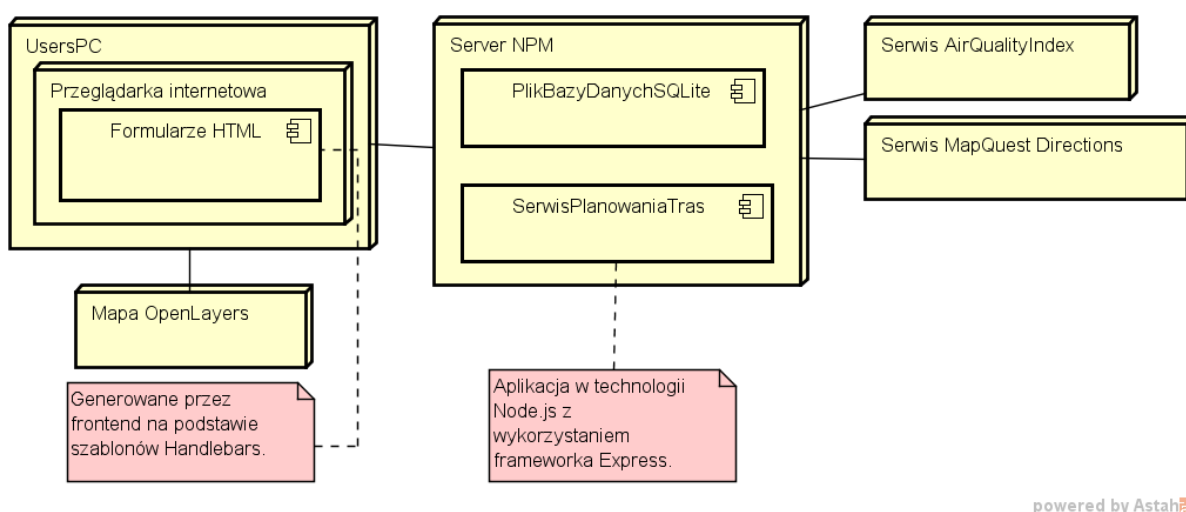 UsersPC
Przeglądarka internetowa
Formularze HTML
Mapa OpenLayers
Generowane przez
frontend na podstawie
szablonów Handlebars.
Server NPM
PlikBazyDanychSQLite
SerwisPlanowaniaTras
Aplikacja w technologii
Node.js z
wykorzystaniem
frameworka Express.
Serwis AirQualityIndex
Serwis MapQuest Directions
powered by Astah